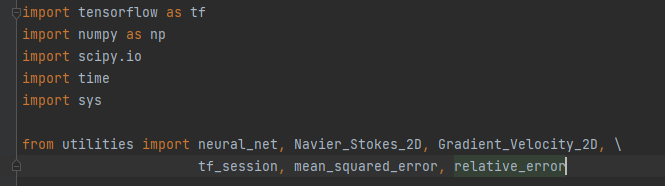 import tensorflow as tf
import numpy as np
import scipy.io
import time
import sys
from utilities import neural_net, Navier_Stokes_2D, Gradient_Velocity_2D, \
tf_session, mean_squared_error, relative_error